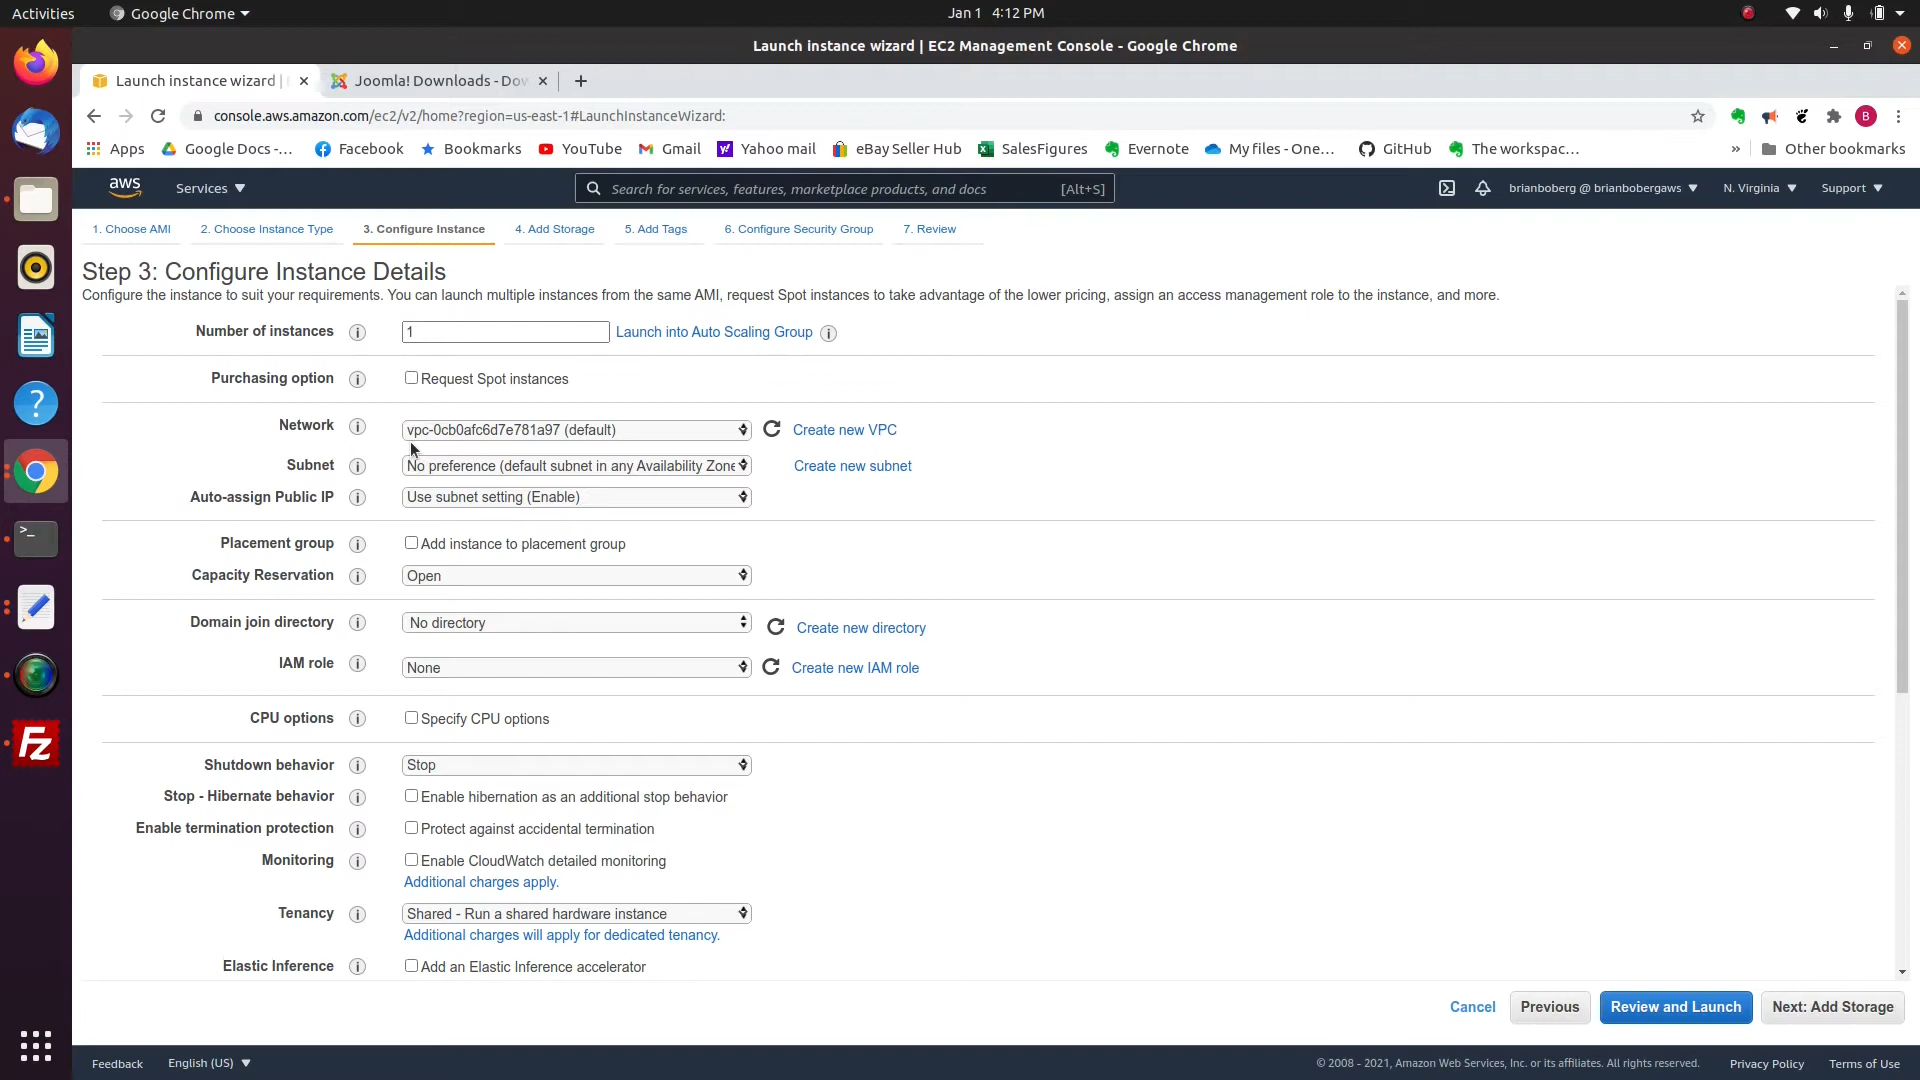 Activities
Google Chrome
Jan 1 4:12 PM
Launch instance wizard | EC2 Management Console - Google Chrome
Launch instance wizard |
Joomla! Downloads - Dow
console.aws.amazon.com/ec2/v2/home?region=us-east-1#LaunchInstanceWizard:
B
Apps
Google Docs -...
Facebook
Bookmarks
YouTube
Gmail
Yahoo mail
eBay Seller Hub
SalesFigures
Evernote
My files - One...
GitHub
The workspac...
»
Other bookmarks
aws
Services
Search for services, features, marketplace products, and docs [Alt+S]
brianboberg @ brianbobergaws
N. Virginia
Support
1. Choose AMI
2. Choose Instance Type
3. Configure Instance
4. Add Storage
5. Add Tags
6. Configure Security Group
7. Review
Step 3: Configure Instance Details
Configure the instance to suit your requirements. You can launch multiple instances from the same AMI, request Spot instances to take advantage of the lower pricing, assign an access management role to the instance, and more.
Number of instances i 1 Launch into Auto Scaling Group i
Purchasing option i Request Spot instances
Network i vpc-0cb0afc6d7e781a97 (default) Create new VPC
Subnet i No preference (default subnet in any Availability Zone Create new subnet
Auto-assign Public IP i Use subnet setting (Enable)
Placement group i Add instance to placement group
Capacity Reservation i Open
Domain join directory i No directory Create new directory
IAM role i None Create new IAM role
CPU options i Specify CPU options
Shutdown behavior i Stop
Stop - Hibernate behavior i Enable hibernation as an additional stop behavior
Enable termination protection i Protect against accidental termination
Monitoring i Enable CloudWatch detailed monitoring
Additional charges apply.
Tenancy i Shared - Run a shared hardware instance
Additional charges will apply for dedicated tenancy.
Elastic Inference i Add an Elastic Inference accelerator
Cancel
Previous
Review and Launch
Next: Add Storage
Feedback
English (US)
© 2008 - 2021, Amazon Web Services, Inc. or its affiliates. All rights reserved.
Privacy Policy
Terms of Use